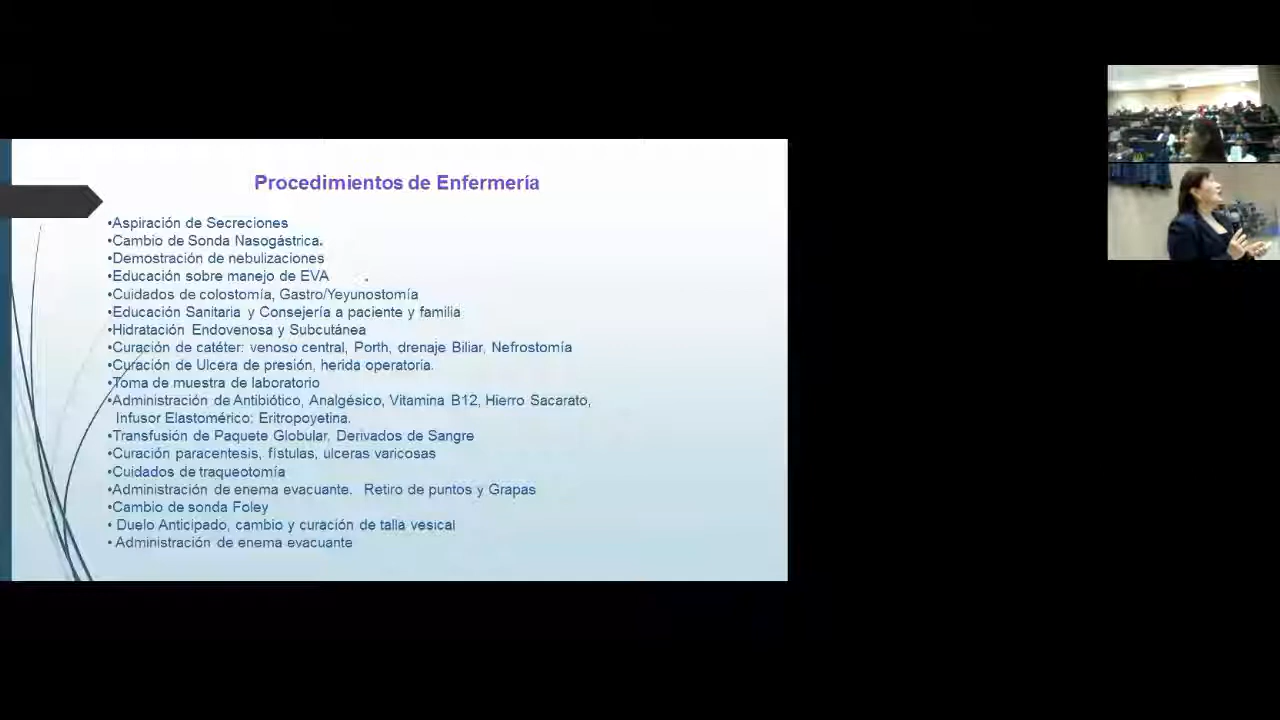 Procedimientos de Enfermería
•Aspiración de Secreciones
•Cambio de Sonda Nasogástrica.
•Demostración de nebulizaciones
•Educación sobre manejo de EVA .
•Cuidados de colostomía, Gastro/Yeyunostomía
•Educación Sanitaria y Consejería a paciente y familia
•Hidratación Endovenosa y Subcutánea
•Curación de catéter: venoso central, Porth, drenaje Biliar, Nefrostomía
•Curación de Ulcera de presión, herida operatoria.
•Toma de muestra de laboratorio
•Administración de Antibiótico, Analgésico, Vitamina B12, Hierro Sacarato,
Infusor Elastomérico: Eritropoyetina.
•Transfusión de Paquete Globular, Derivados de Sangre
•Curación paracentesis, fístulas, ulceras varicosas
•Cuidados de traqueotomía
•Administración de enema evacuante. Retiro de puntos y Grapas
•Cambio de sonda Foley
• Duelo Anticipado, cambio y curación de talla vesical
• Administración de enema evacuante